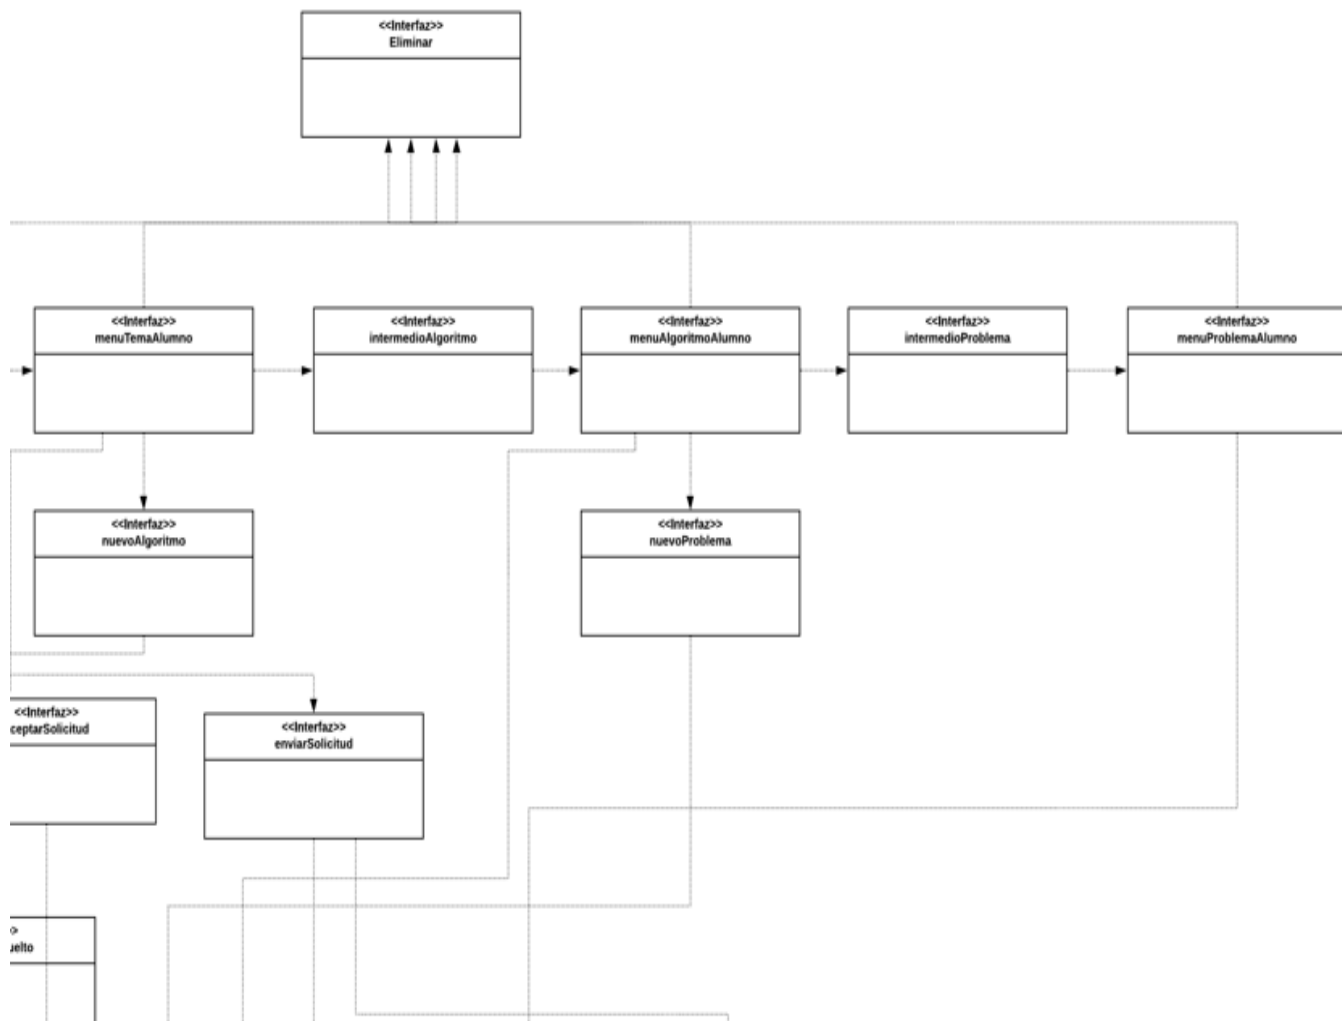 <<Interfaz>>
Eliminar
<<Interfaz>>
menuTemaAlumno
<<Interfaz>>
intermedioAlgoritmo
<<Interfaz>>
menuAlgoritmoAlumno
<<Interfaz>>
intermedioProblema
<<Interfaz>>
menuProblemaAlumno
<<Interfaz>>
nuevoAlgoritmo
<<Interfaz>>
nuevoProblema
<<Interfaz>>
ceptarSolicitud
<<Interfaz>>
enviarSolicitud
>>
uelto